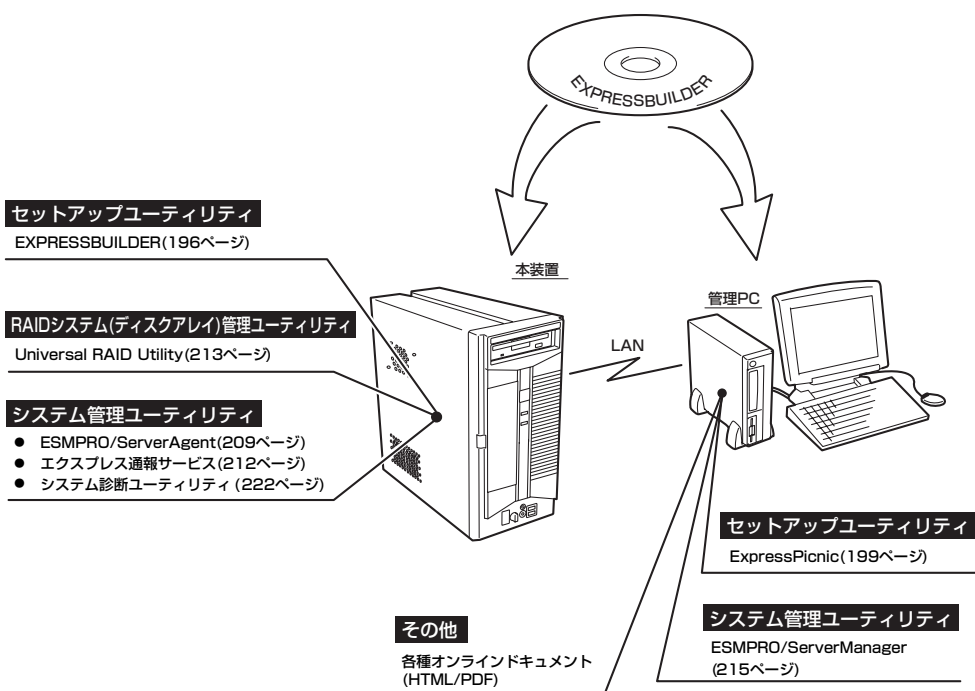 EXPRESSBUILDER
セットアップユーティリティ
EXPRESSBUILDER(196ページ)
本装置
管理PC
RAIDシステム(ディスクアレイ)管理ユーティリティ
Universal RAID Utility(213ページ)
LAN
システム管理ユーティリティ
● ESMPRO/ServerAgent(209ページ)
● エクスプレス通報サービス(212ページ)
● システム診断ユーティリティ(222ページ)
セットアップユーティリティ
ExpressPicnic(199ページ)
システム管理ユーティリティ
ESMPRO/ServerManager
(215ページ)
その他
各種オンラインドキュメント
(HTML/PDF)